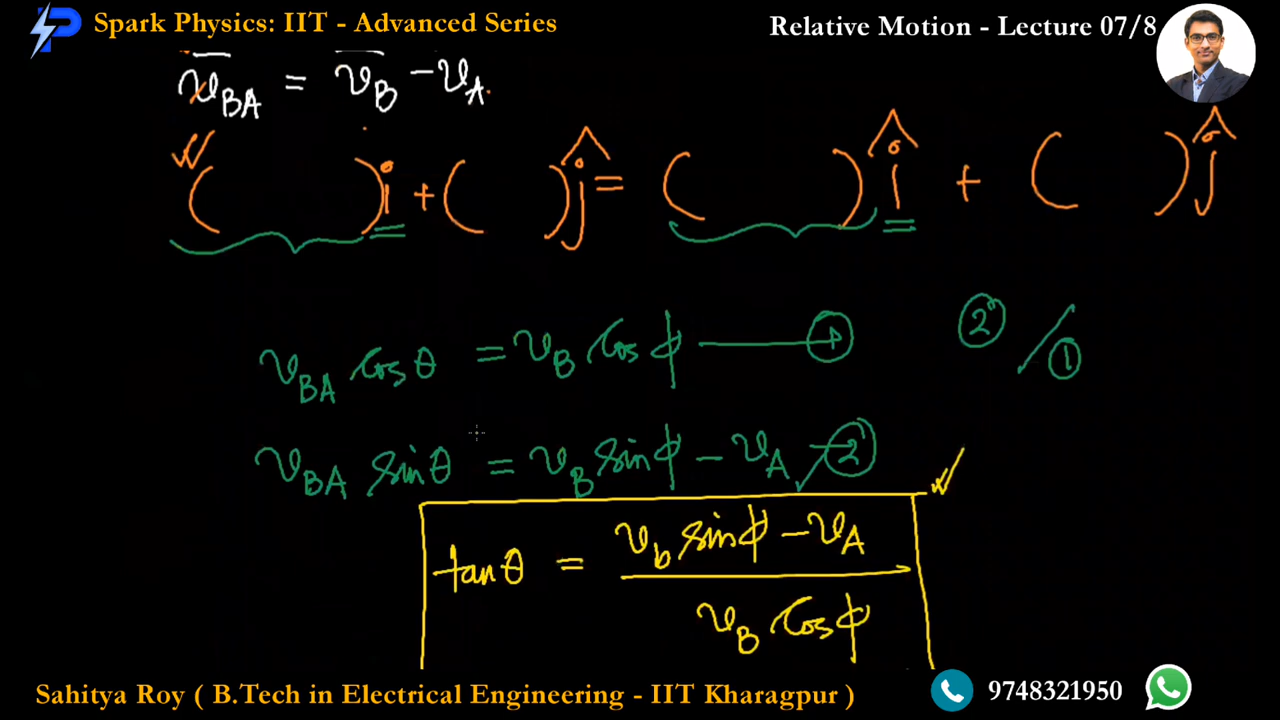 Spark Physics: IIT - Advanced Series
Relative Motion - Lecture 07/8
v_BA = v_B - v_A
( ) i + ( ) ĵ = ( ) î + ( ) ĵ
v_BA cos θ = v_B cos ϕ → ①
② / ①
v_BA sin θ = v_B sin ϕ - v_A ②
tan θ = (v_b sin ϕ - v_A) / (v_B cos ϕ)
Sahitya Roy ( B.Tech in Electrical Engineering - IIT Kharagpur )
9748321950